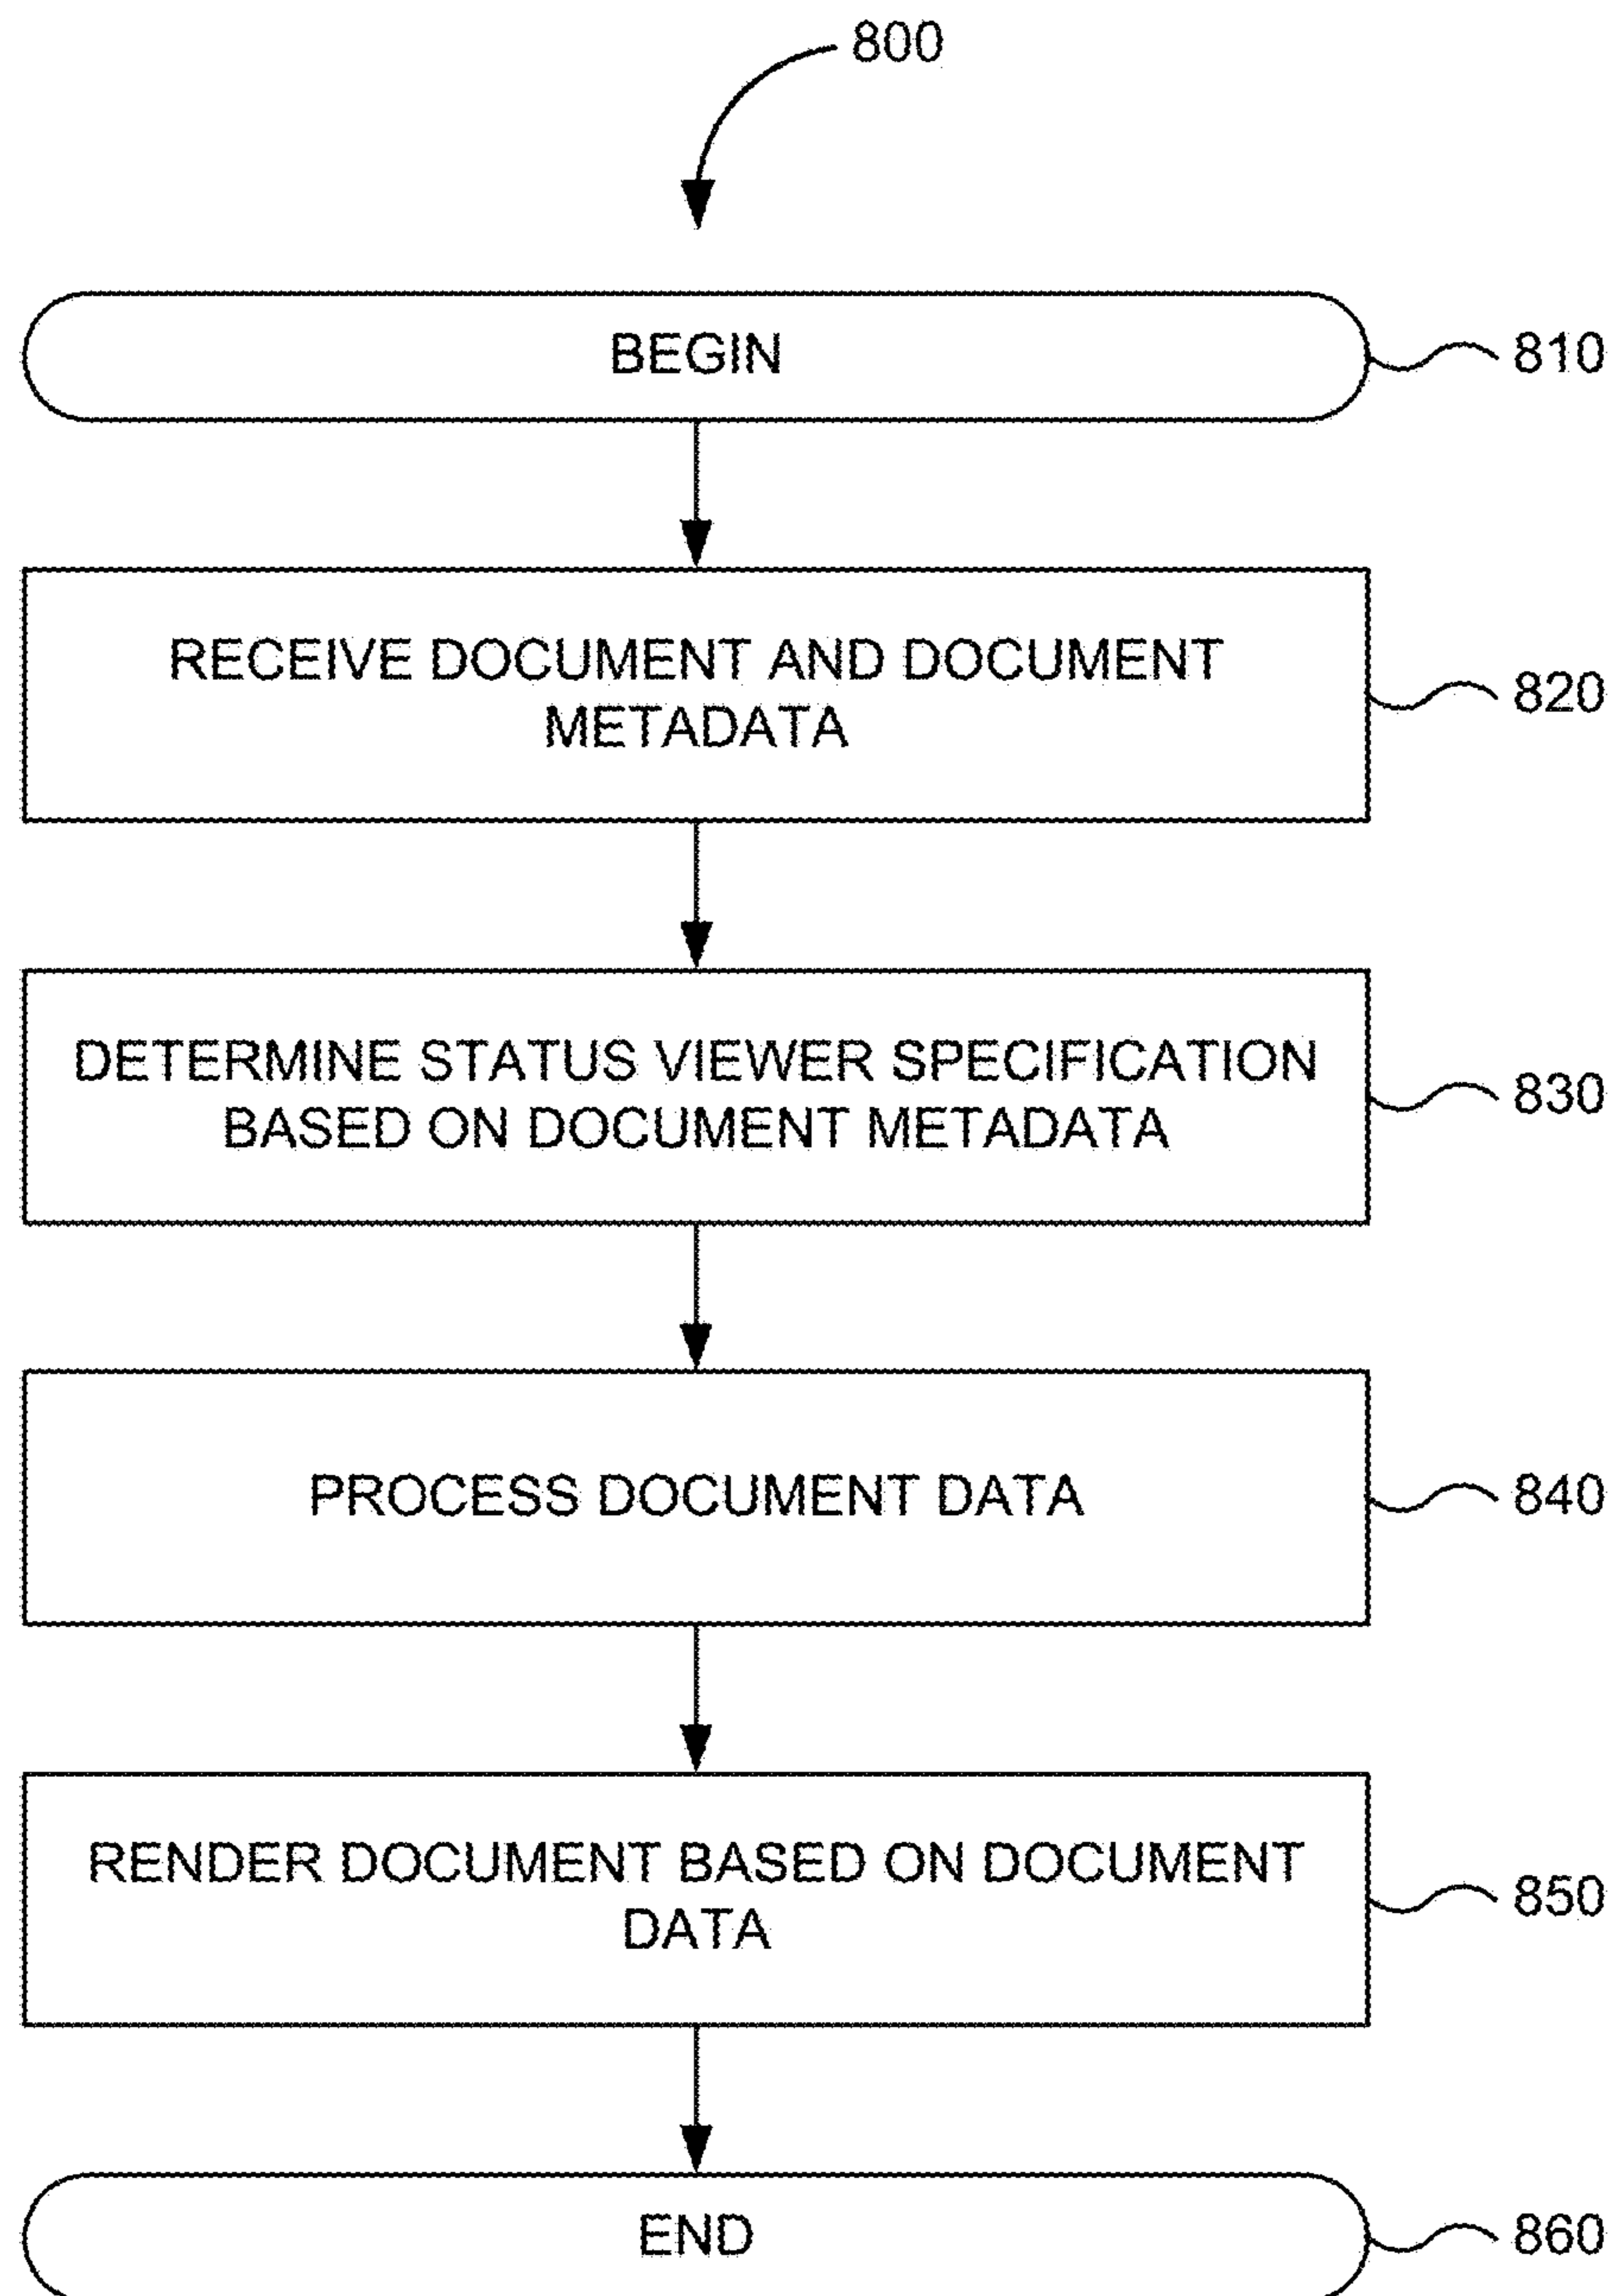 800
BEGIN
810
RECEIVE DOCUMENT AND DOCUMENT
METADATA
820
DETERMINE STATUS VIEWER SPECIFICATION
BASED ON DOCUMENT METADATA
830
PROCESS DOCUMENT DATA
840
RENDER DOCUMENT BASED ON DOCUMENT
DATA
850
END
860